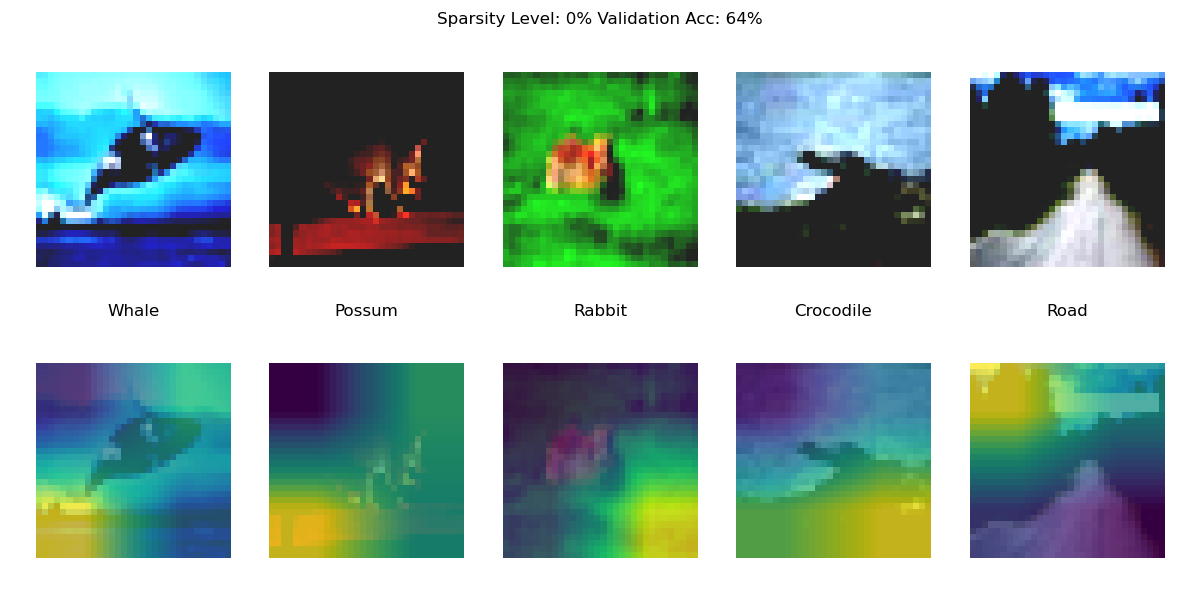 Sparsity Level: 0% Validation Acc: 64%
Whale
Possum
Rabbit
Crocodile
Road